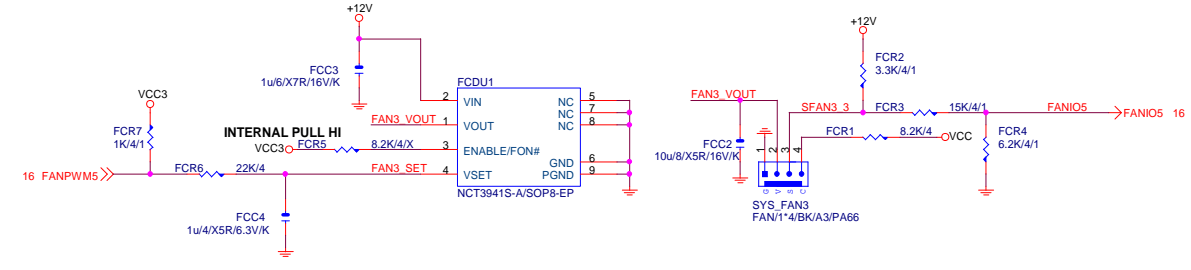 +12V
FCC3
1u/6/X7R/16V/K
VCC3
FCR7
1K/4/1
INTERNAL PULL HI
VCC3
FCR5
8.2K/4/X
16 FANPWM5
FCR6
22K/4
FAN3_VOUT
FAN3_SET
FCC4
1u/4/X5R/6.3V/K
FCDU1
2 VIN
1 VOUT
3 ENABLE/FON#
4 VSET
NC 5
NC 7
NC 8
GND 6
PGND 9
NCT3941S-A/SOP8-EP
+12V
FCR2
3.3K/4/1
FAN3_VOUT
SFAN3_3
FCR3
15K/4/1
FANIO5
FANIO5 16
FCR1
8.2K/4
VCC
FCR4
6.2K/4/1
FCC2
10u/8/X5R/16V/K
1 2 3 4
G V S C
SYS_FAN3
FAN/1*4/BK/A3/PA66